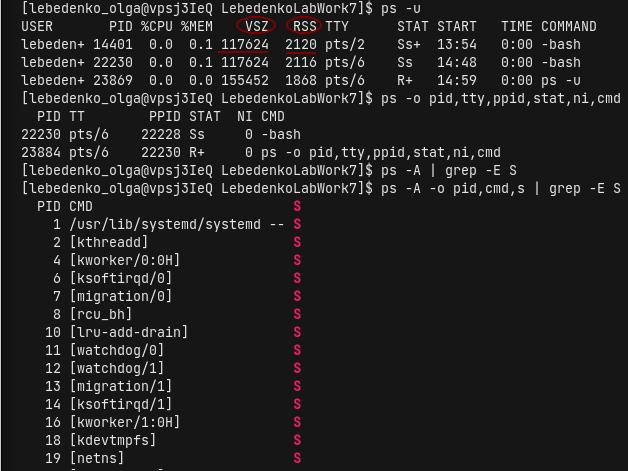 [lebedenko_olga@vpsj3IeQ LebedenkoLabWork7]$ ps -u
USER       PID %CPU %MEM    VSZ   RSS TTY      STAT START   TIME COMMAND
lebeden+ 14401  0.0  0.1 117624  2120 pts/2    Ss+  13:54   0:00 -bash
lebeden+ 22230  0.0  0.1 117624  2116 pts/6    Ss   14:48   0:00 -bash
lebeden+ 23869  0.0  0.0 155452  1868 pts/6    R+   14:59   0:00 ps -u
[lebedenko_olga@vpsj3IeQ LebedenkoLabWork7]$ ps -o pid,tty,ppid,stat,ni,cmd
  PID TT        PPID STAT  NI CMD
22230 pts/6    22228 Ss     0 -bash
23884 pts/6    22230 R+     0 ps -o pid,tty,ppid,stat,ni,cmd
[lebedenko_olga@vpsj3IeQ LebedenkoLabWork7]$ ps -A | grep -E S
[lebedenko_olga@vpsj3IeQ LebedenkoLabWork7]$ ps -A -o pid,cmd,s | grep -E S
  PID CMD                         S
    1 /usr/lib/systemd/systemd -- S
    2 [kthreadd]                  S
    4 [kworker/0:0H]              S
    6 [ksoftirqd/0]               S
    7 [migration/0]               S
    8 [rcu_bh]                    S
   10 [lru-add-drain]             S
   11 [watchdog/0]                S
   12 [watchdog/1]                S
   13 [migration/1]               S
   14 [ksoftirqd/1]               S
   16 [kworker/1:0H]              S
   18 [kdevtmpfs]                 S
   19 [netns]                     S